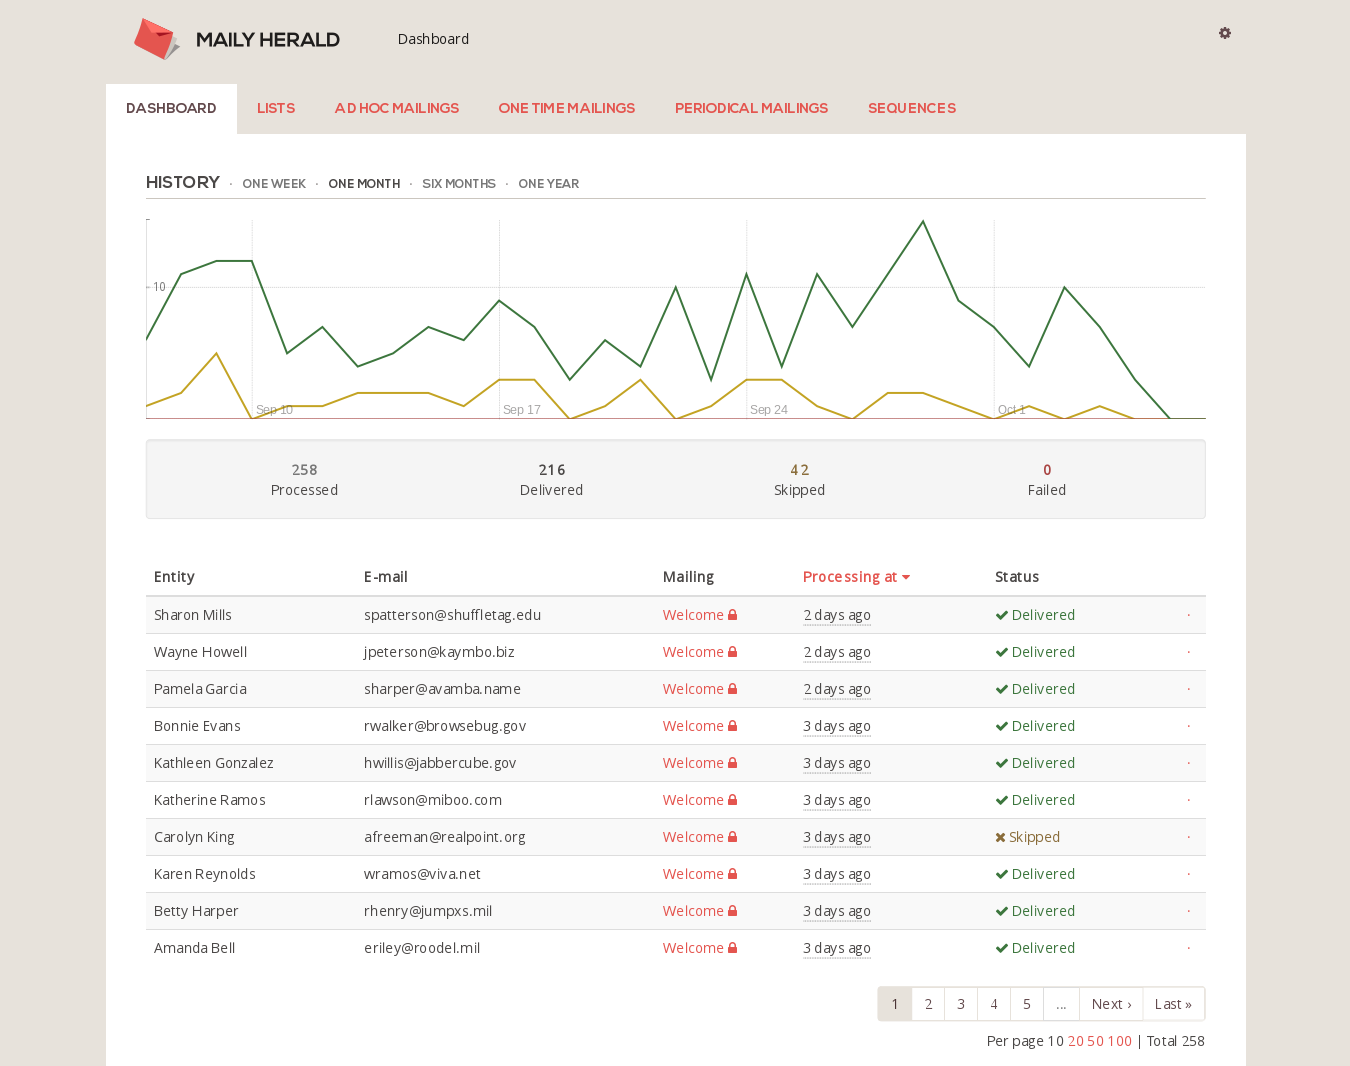 MAILY HERALD
Dashboard
DASHBOARD LISTS AD HOC MAILINGS ONE TIME MAILINGS PERIODICAL MAILINGS SEQUENCES
HISTORY · ONE WEEK · ONE MONTH · SIX MONTHS · ONE YEAR
10
Sep 10 Sep 17 Sep 24 Oct 1
258 216 42 0
Processed Delivered Skipped Failed
Entity E-mail Mailing Processing at Status
Sharon Mills spatterson@shuffletag.edu Welcome 2 days ago Delivered ·
Wayne Howell jpeterson@kaymbo.biz Welcome 2 days ago Delivered ·
Pamela Garcia sharper@avamba.name Welcome 2 days ago Delivered ·
Bonnie Evans rwalker@browsebug.gov Welcome 3 days ago Delivered ·
Kathleen Gonzalez hwillis@jabbercube.gov Welcome 3 days ago Delivered ·
Katherine Ramos rlawson@miboo.com Welcome 3 days ago Delivered ·
Carolyn King afreeman@realpoint.org Welcome 3 days ago Skipped ·
Karen Reynolds wramos@viva.net Welcome 3 days ago Delivered ·
Betty Harper rhenry@jumpxs.mil Welcome 3 days ago Delivered ·
Amanda Bell eriley@roodel.mil Welcome 3 days ago Delivered ·
1 2 3 4 5 ... Next › Last »
Per page 10 20 50 100 | Total 258